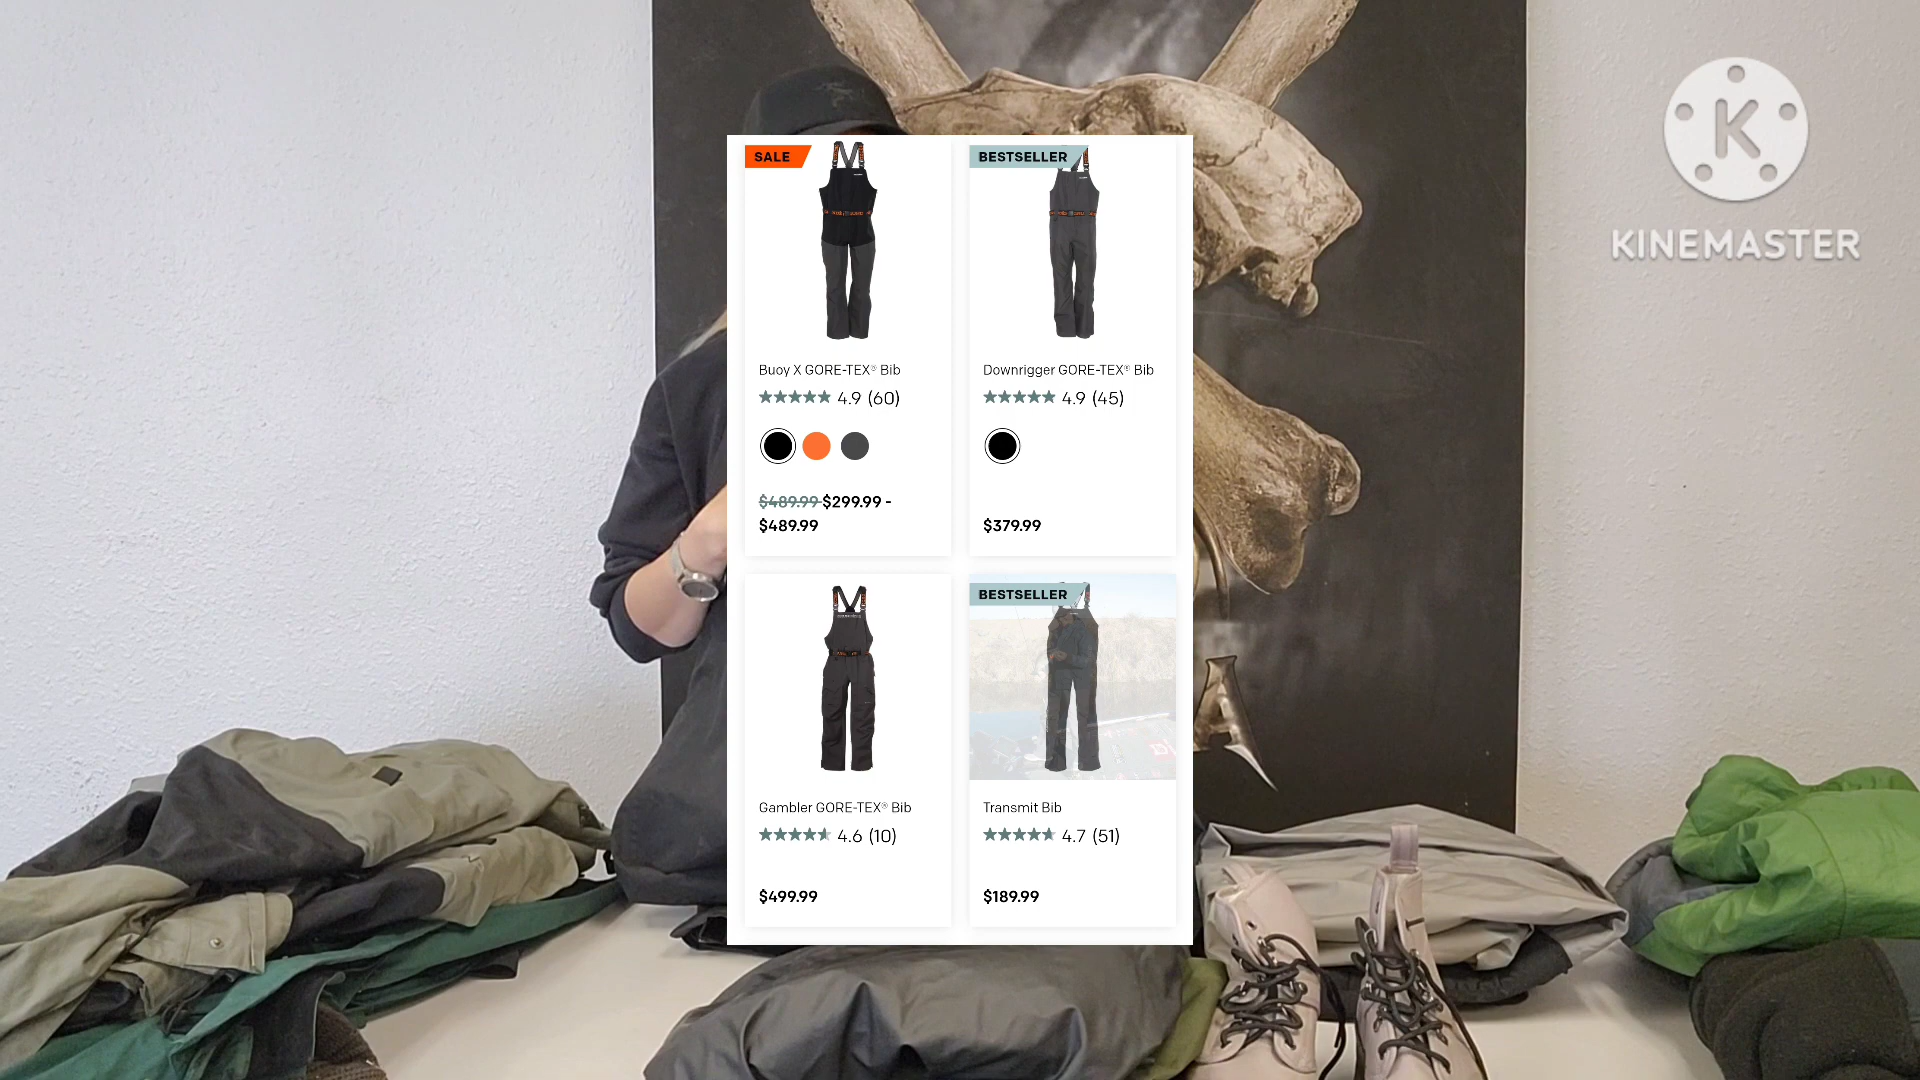 SALE
BESTSELLER
Buoy X GORE-TEX® Bib
4.9 (60)
$489.99 $299.99 -
$489.99
Downrigger GORE-TEX® Bib
4.9 (45)
$379.99
BESTSELLER
Gambler GORE-TEX® Bib
4.6 (10)
$499.99
Transmit Bib
4.7 (51)
$189.99
K
KINEMASTER
A